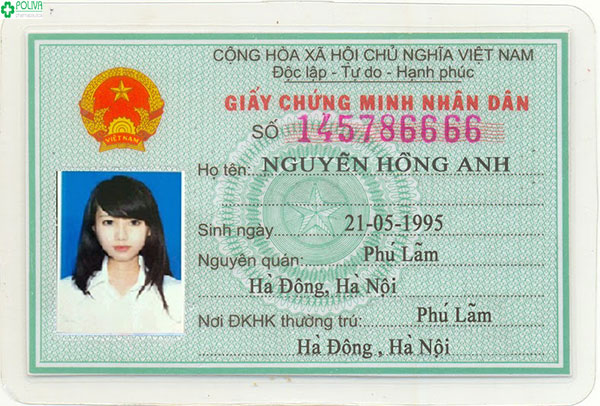 POLIVA
pharmaceutical
CỘNG HÒA XÃ HỘI CHỦ NGHĨA VIỆT NAM
Độc lập - Tự do - Hạnh phúc
GIẤY CHỨNG MINH NHÂN DÂN
SỐ 145786666
Họ tên: NGUYỄN HỒNG ANH
Sinh ngày 21-05-1995
Nguyên quán: Phú Lãm
Hà Đông, Hà Nội
Nơi ĐKHK thường trú: Phú Lãm
Hà Đông , Hà Nội
VIỆT NAM